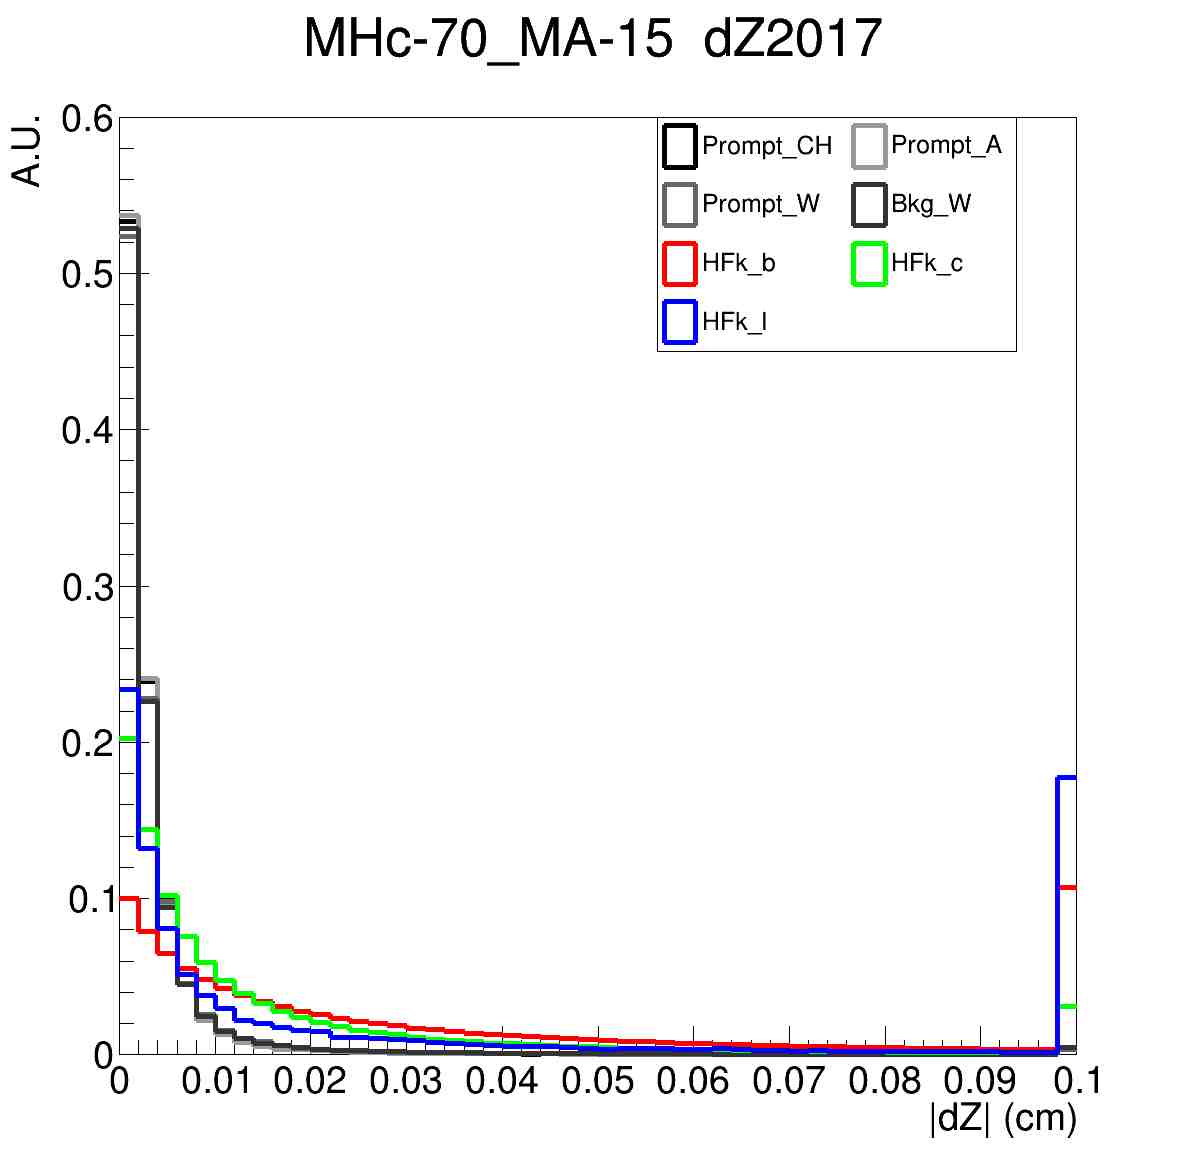 MHc-70_MA-15 dZ2017
A.U.
0.6
0.5
0.4
0.3
0.2
0.1
0
Prompt_CH Prompt_A
Prompt_W Bkg_W
HFk_b HFk_c
HFk_l
0 0.01 0.02 0.03 0.04 0.05 0.06 0.07 0.08 0.09 0.1
|dZ| (cm)